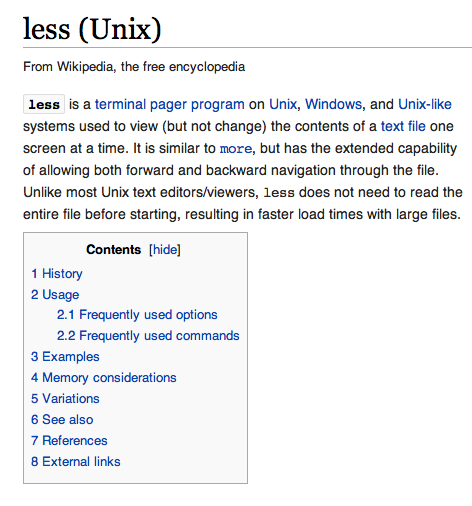 less (Unix)
From Wikipedia, the free encyclopedia
less is a terminal pager program on Unix, Windows, and Unix-like
systems used to view (but not change) the contents of a text file one
screen at a time. It is similar to more, but has the extended capability
of allowing both forward and backward navigation through the file.
Unlike most Unix text editors/viewers, less does not need to read the
entire file before starting, resulting in faster load times with large files.
Contents [hide]
1 History
2 Usage
2.1 Frequently used options
2.2 Frequently used commands
3 Examples
4 Memory considerations
5 Variations
6 See also
7 References
8 External links